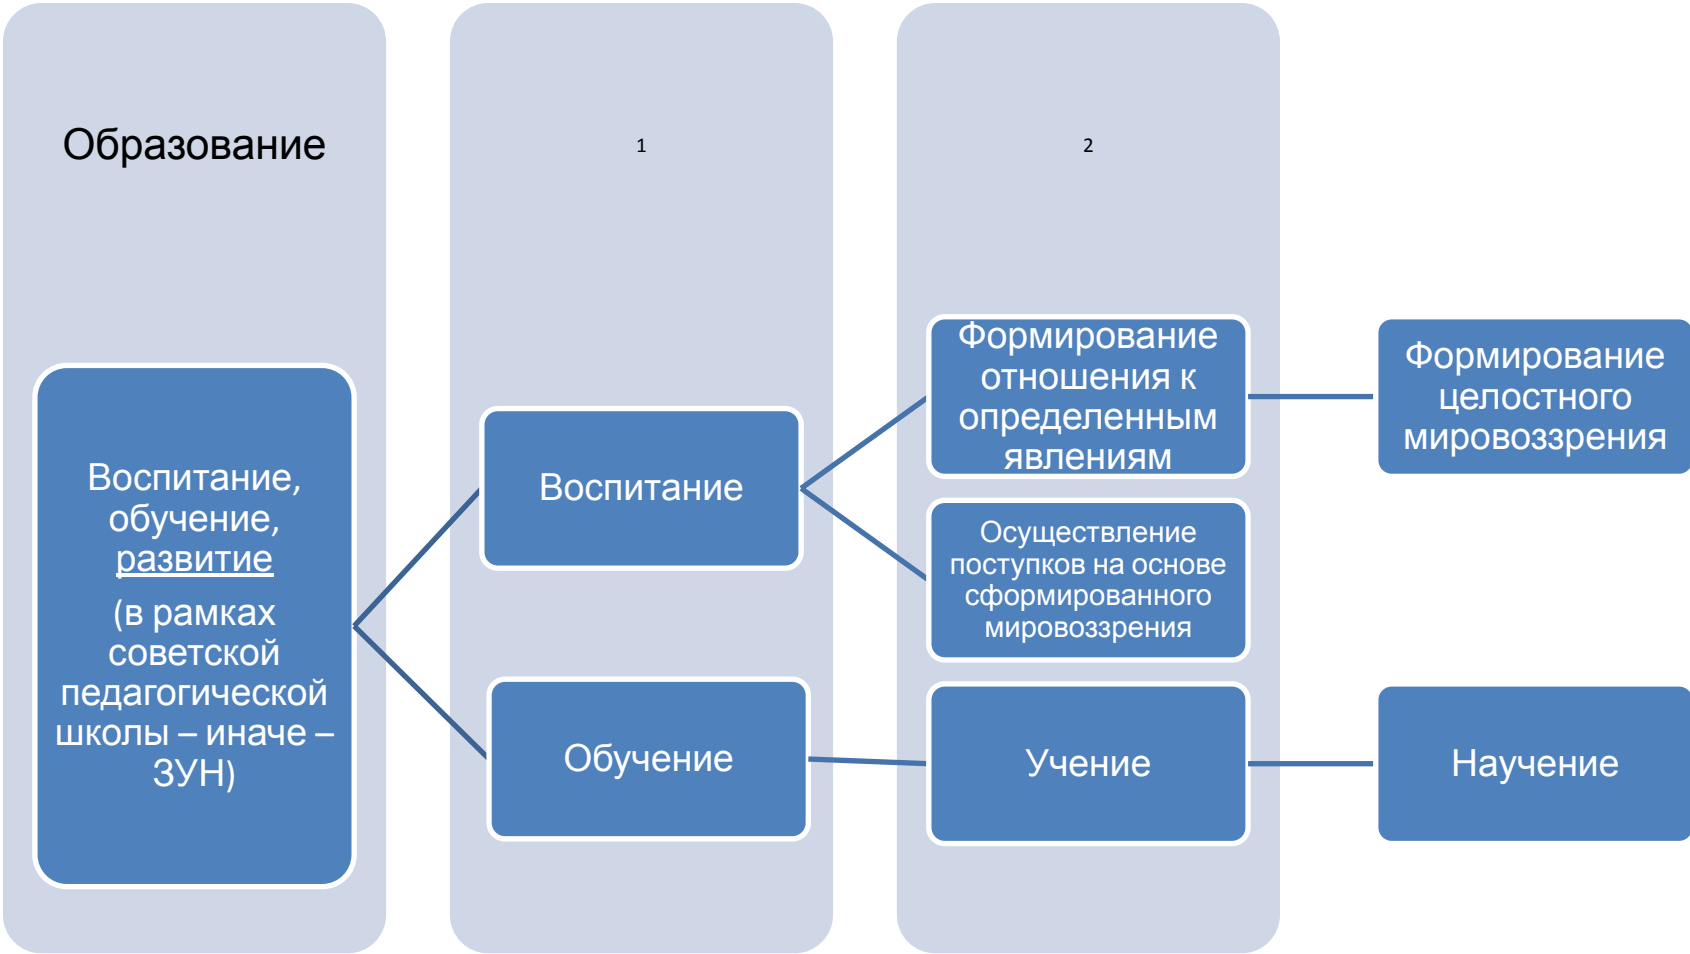 Образование
1
2
Воспитание,
обучение,
развитие
(в рамках
советской
педагогической
школы – иначе –
ЗУН)
Воспитание
Обучение
Формирование
отношения к
определенным
явлениям
Осуществление
поступков на основе
сформированного
мировоззрения
Учение
Формирование
целостного
мировоззрения
Научение